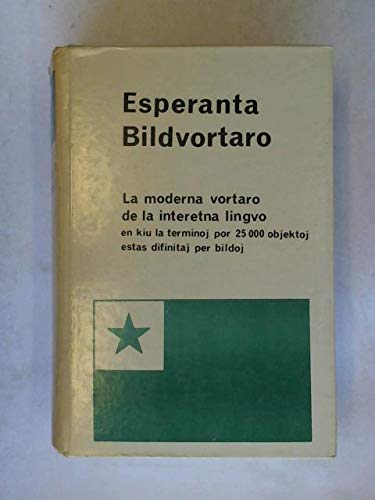 Esperanta
Bildvortaro
La moderna vortaro
de la interetna lingvo
en kiu la terminoj por 25 000 objektoj
estas difinitaj per bildoj